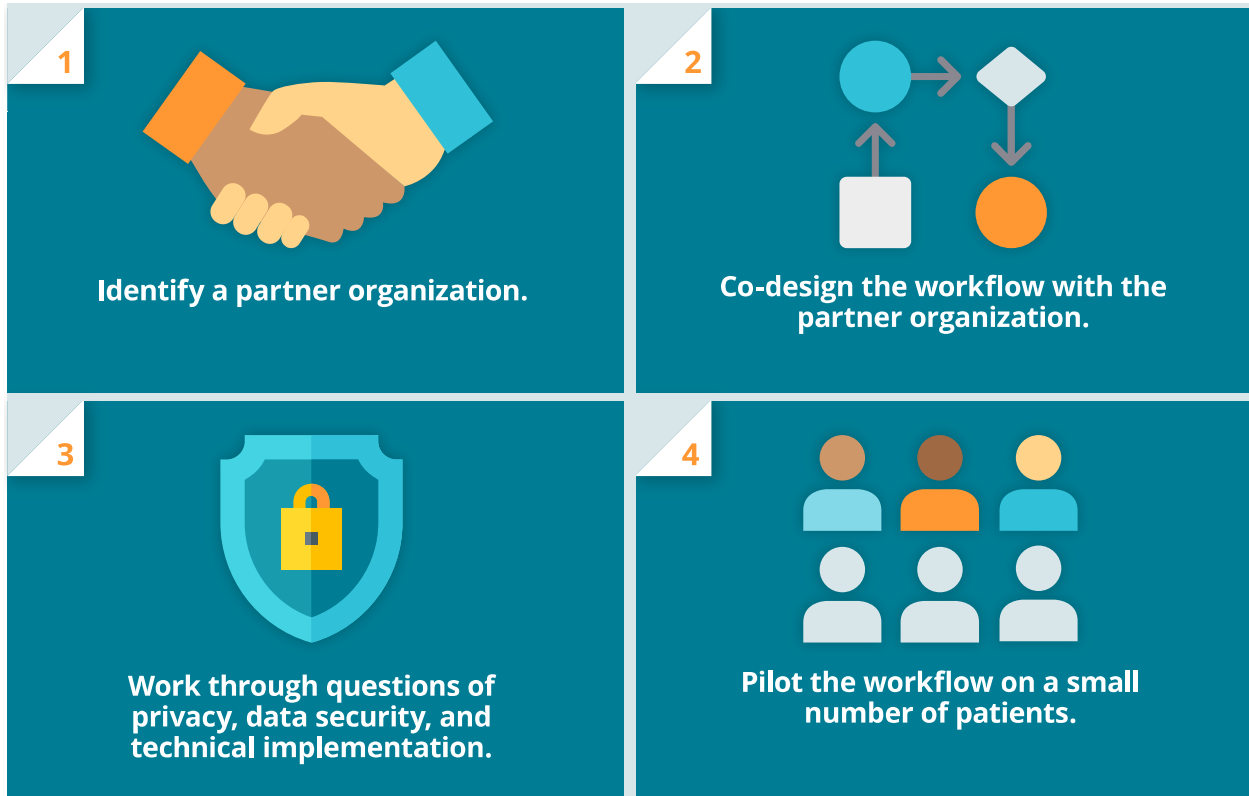 1
Identify a partner organization.
2
Co-design the workflow with the
partner organization.
3
Work through questions of
privacy, data security, and
technical implementation.
4
Pilot the workflow on a small
number of patients.